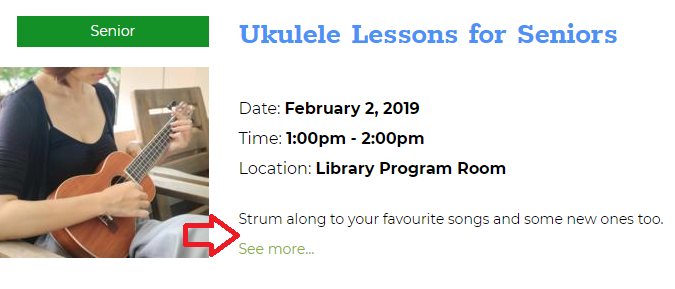 Senior
Ukulele Lessons for Seniors
Date: February 2, 2019
Time: 1:00pm - 2:00pm
Location: Library Program Room
Strum along to your favourite songs and some new ones too.
See more...